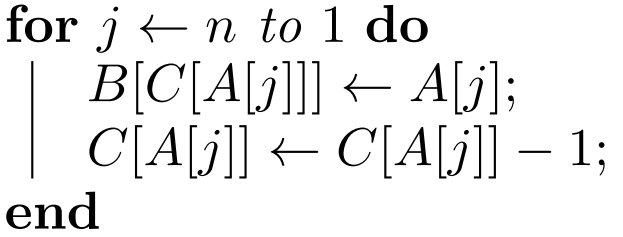 for j ← n to 1 do
B[C[A[j]]] ← A[j];
C[A[j]] ← C[A[j]] − 1;
end